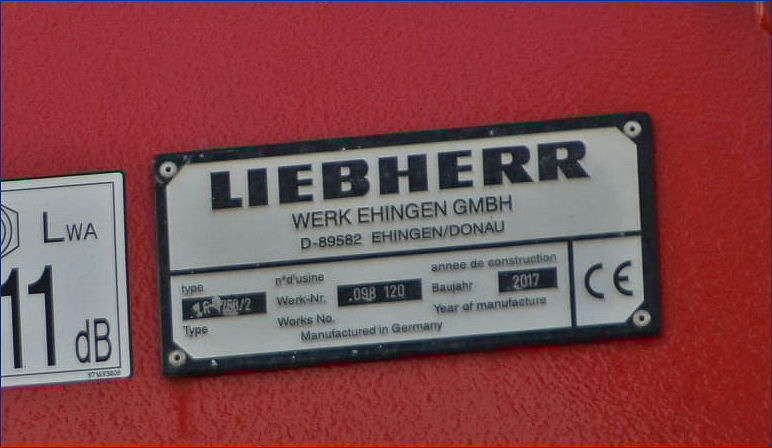 LIEBHERR
WERK EHINGEN GMBH
D-89582 EHINGEN/DONAU
type
LR
Type
n°d'usine
Werk-Nr. .098 120
Works No.
annee de construction
Baujahr .2017
Year of manufacture
Manufactured in Germany
CE
LWA
11
dB